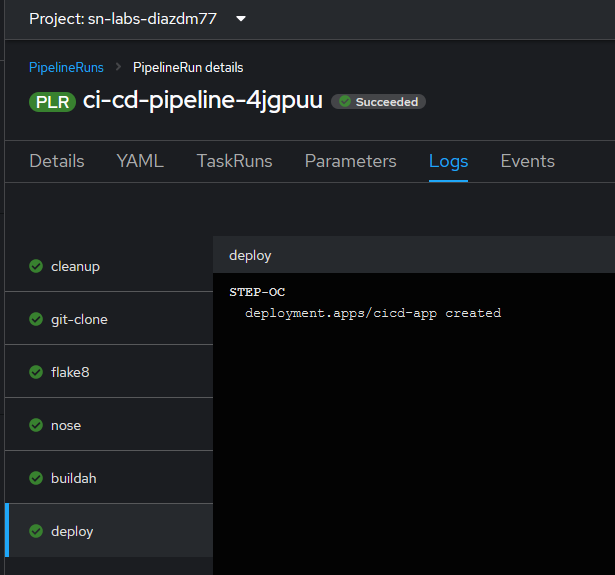 Project: sn-labs-diazdm77
PipelineRuns > PipelineRun details
PLR ci-cd-pipeline-4jgpuu Succeeded
Details YAML TaskRuns Parameters Logs Events
cleanup
git-clone
flake8
nose
buildah
deploy
deploy
STEP-OC
deployment.apps/cicd-app created